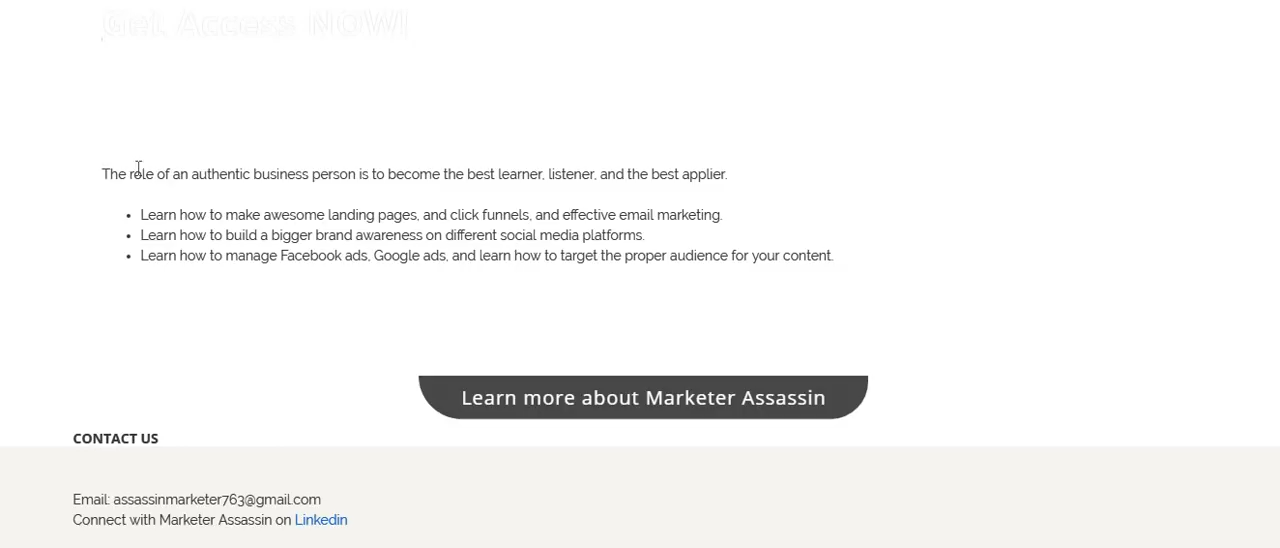 Get Access NOW!
The role of an authentic business person is to become the best learner, listener, and the best applier.
• Learn how to make awesome landing pages, and click funnels, and effective email marketing.
• Learn how to build a bigger brand awareness on different social media platforms.
• Learn how to manage Facebook ads, Google ads, and learn how to target the proper audience for your content.
Learn more about Marketer Assassin
CONTACT US
Email: assassinmarketer763@gmail.com
Connect with Marketer Assassin on Linkedin